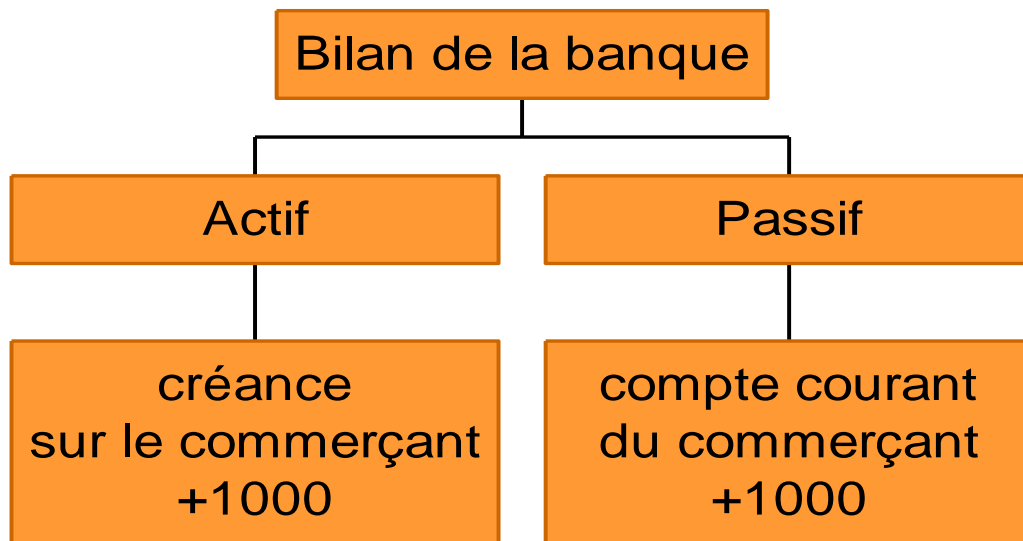 Bilan de la banque
Actif
Passif
créance
sur le commerçant
+1000
compte courant
du commerçant
+1000